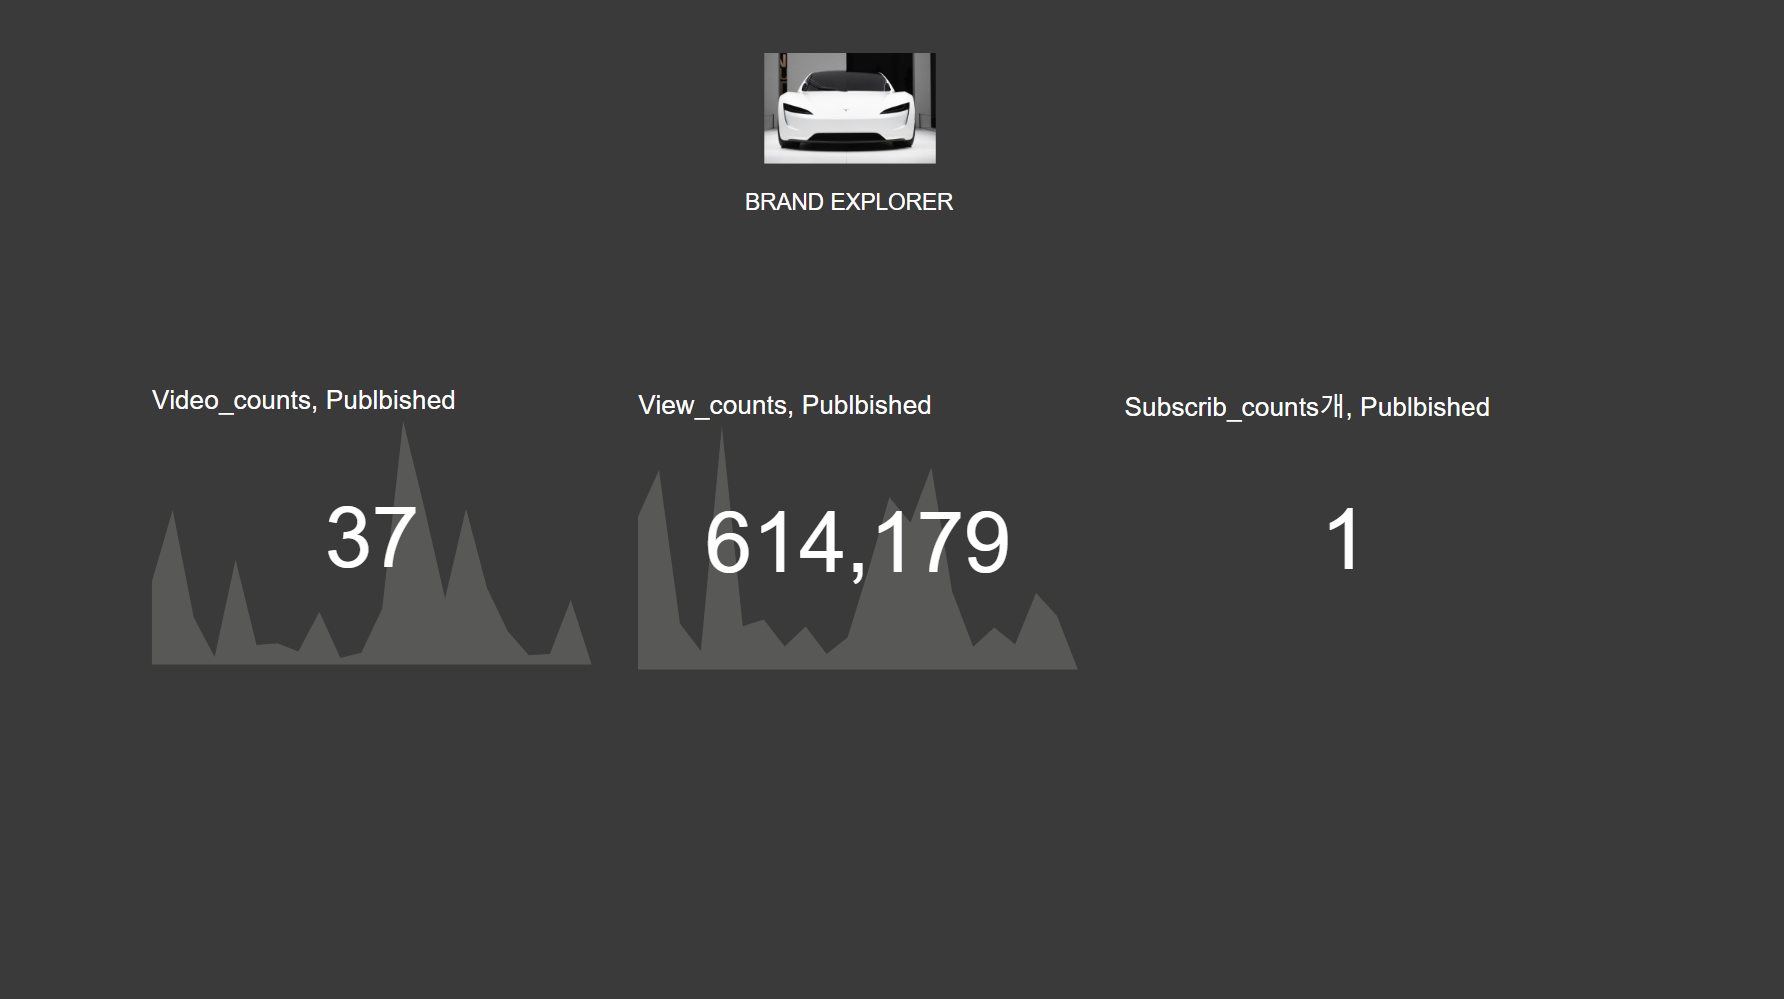 BRAND EXPLORER
Video_counts, Publbished
37
View_counts, Publbished
614,179
Subscrib_counts개, Publbished
1